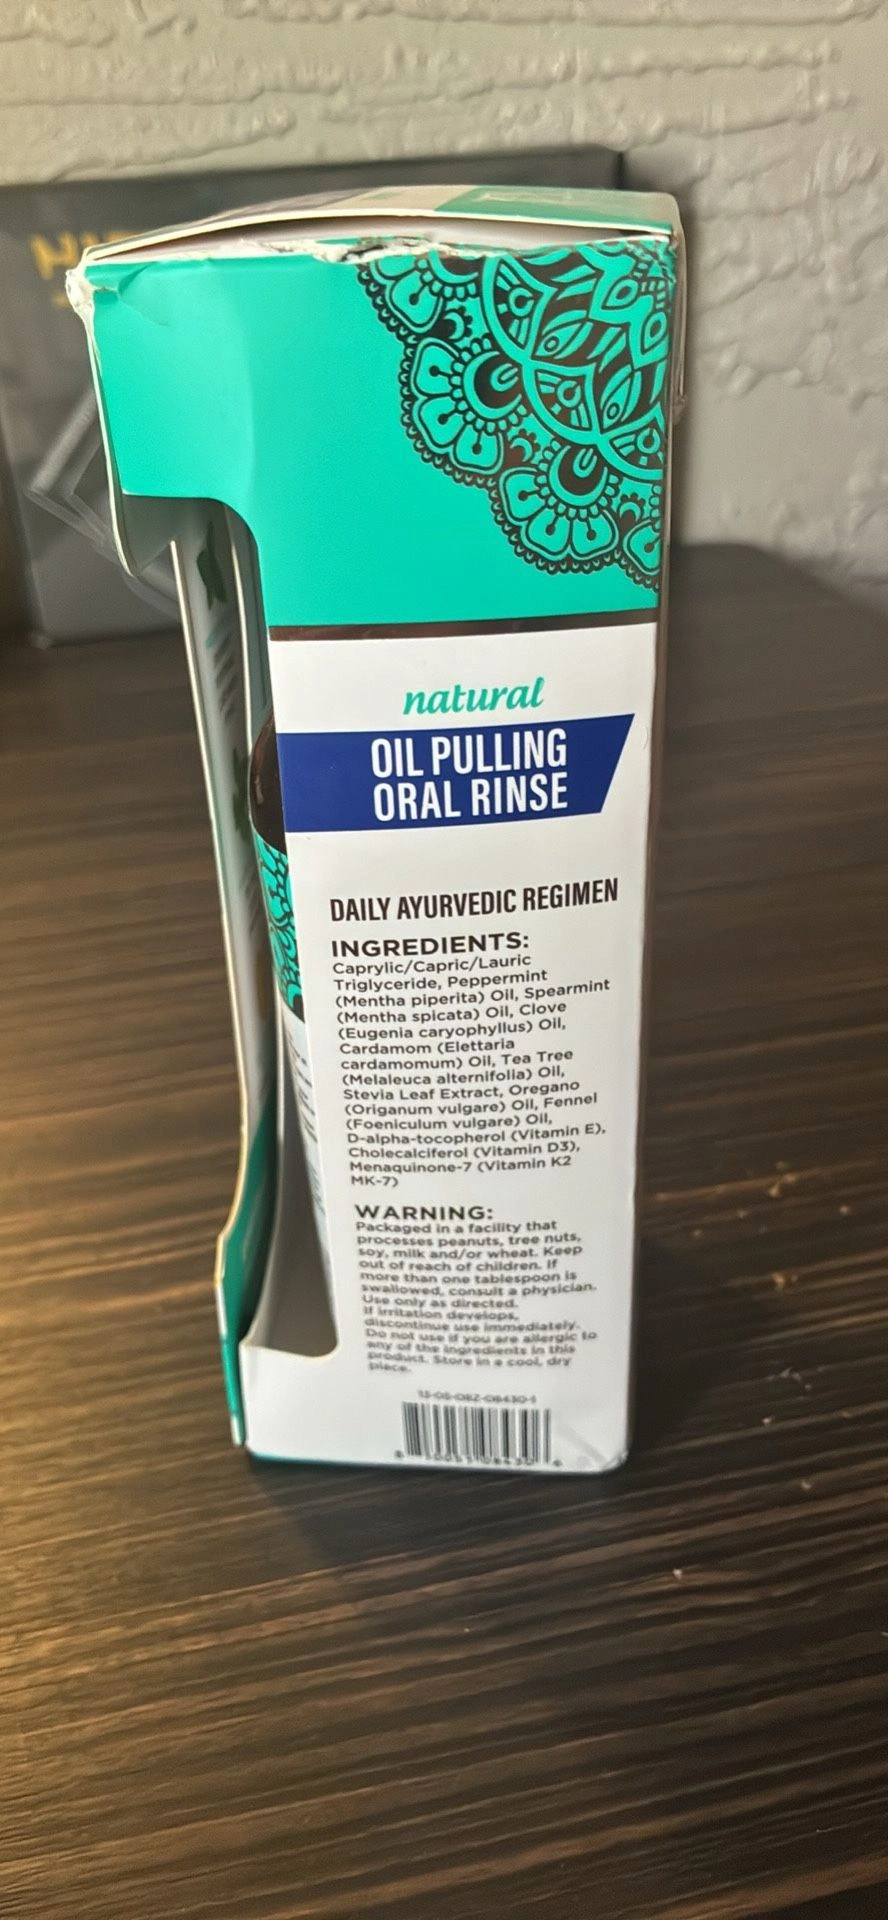 natural
OIL PULLING
ORAL RINSE
DAILY AYURVEDIC REGIMEN
INGREDIENTS:
Caprylic/Capric/Lauric
Triglyceride, Peppermint
(Mentha piperita) Oil, Spearmint
(Mentha spicata) Oil, Clove
(Eugenia caryophyllus) Oil,
Cardamom (Elettaria
cardamomum) Oil, Tea Tree
(Melaleuca alternifolia) Oil,
Stevia Leaf Extract, Oregano
(Origanum vulgare) Oil, Fennel
(Foeniculum vulgare) Oil,
D-alpha-tocopherol (Vitamin E),
Cholecalciferol (Vitamin D3),
Menaquinone-7 (Vitamin K2
MK-7)
WARNING:
Packaged in a facility that
processes peanuts, tree nuts,
soy, milk and/or wheat. Keep
out of reach of children. If
more than one tablespoon is
swallowed, consult a physician.
Use only as directed.
If irritation develops,
discontinue use immediately.
Do not use if you are allergic to
any of the ingredients in this
product. Store in a cool, dry
place.